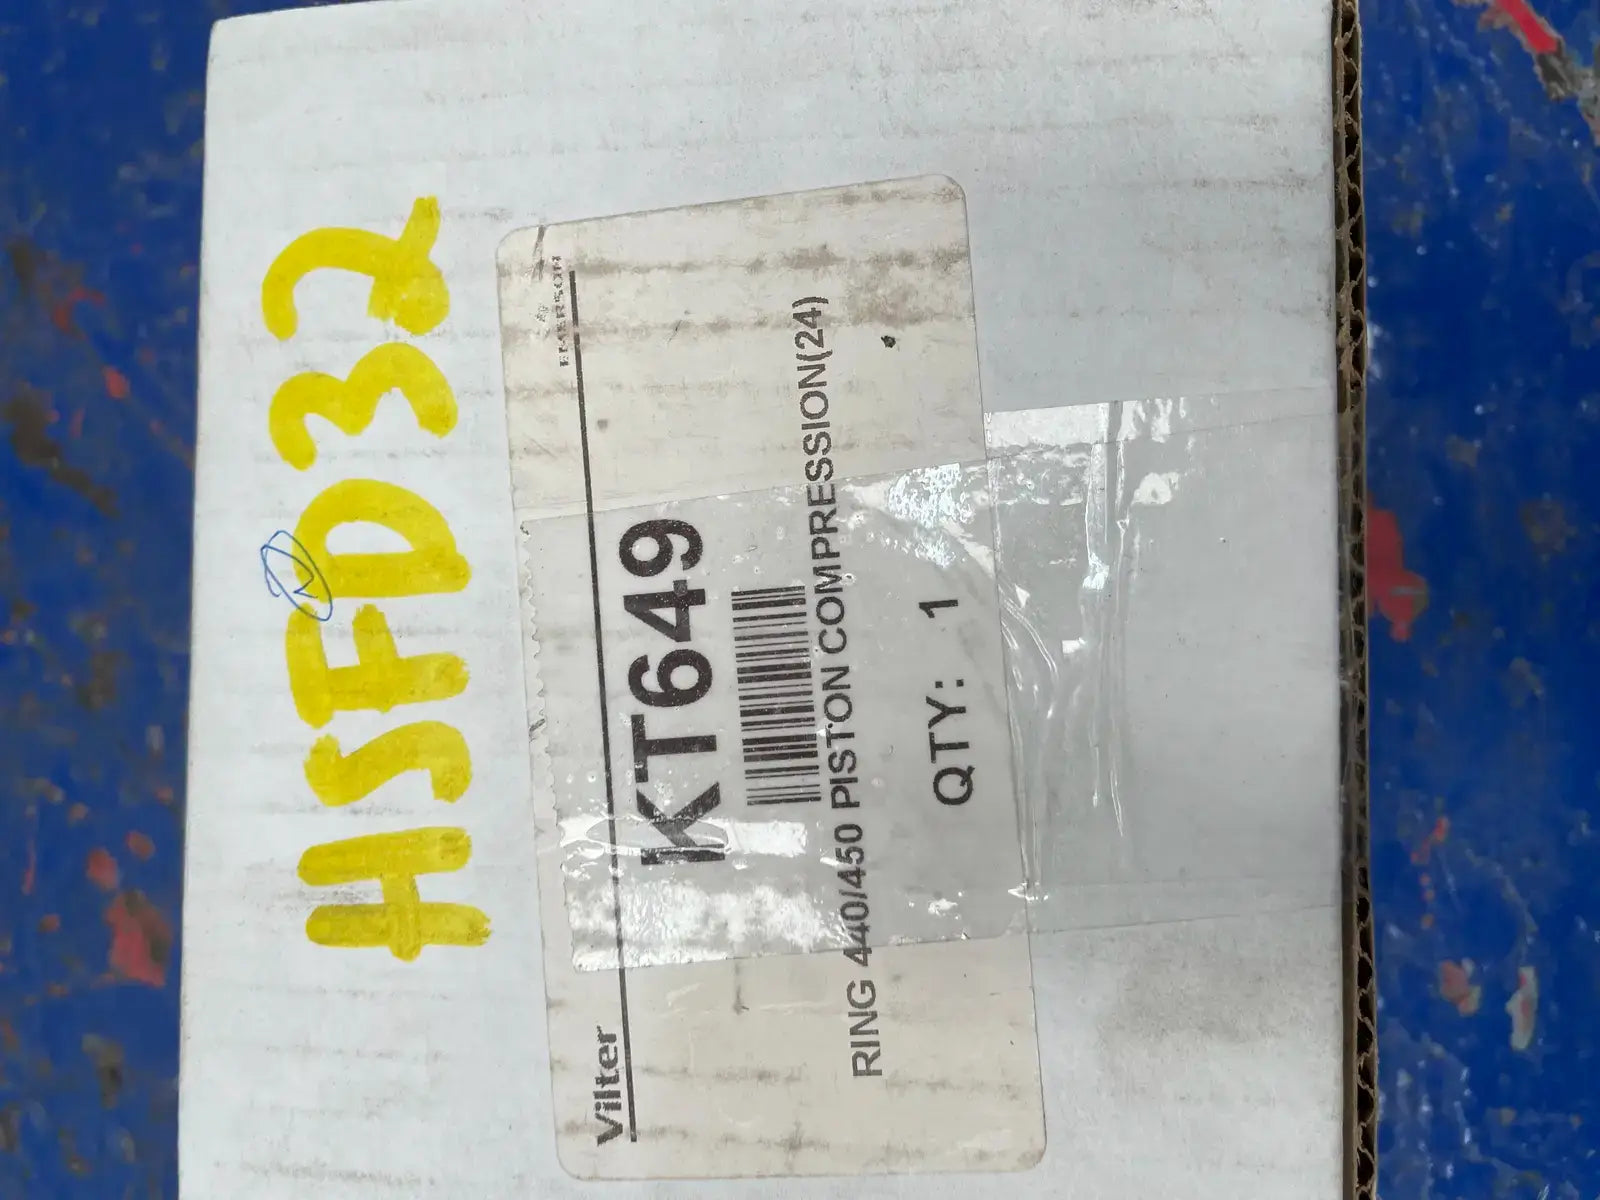 HSFD32
Vilter
EMERSON
KT649
RING 440/450 PISTON COMPRESSION(24)
QTY: 1